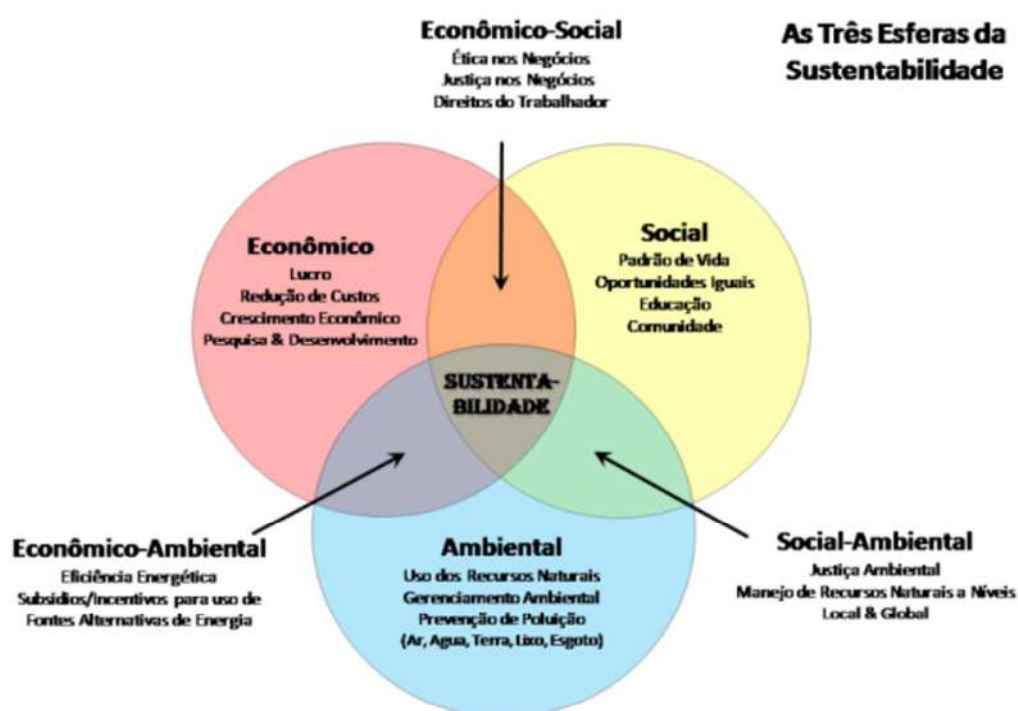 As Três Esferas da
Sustentabilidade
Econômico-Social
Ética nos Negócios
Justiça nos Negócios
Direitos do Trabalhador
Econômico
Lucro
Redução de Custos
Crescimento Econômico
Pesquisa & Desenvolvimento
Social
Padrão de Vida
Oportunidades Iguais
Educação
Comunidade
SUSTENTA-
BILIDADE
Econômico-Ambiental
Eficiência Energética
Subsidios/Incentivos para uso de
Fontes Alternativas de Energia
Ambiental
Uso dos Recursos Naturais
Gerenciamento Ambiental
Prevenção de Poluição
(Ar, Agua, Terra, Lixo, Esgoto)
Social-Ambiental
Justiça Ambiental
Manejo de Recursos Naturais a Níveis
Local & Global